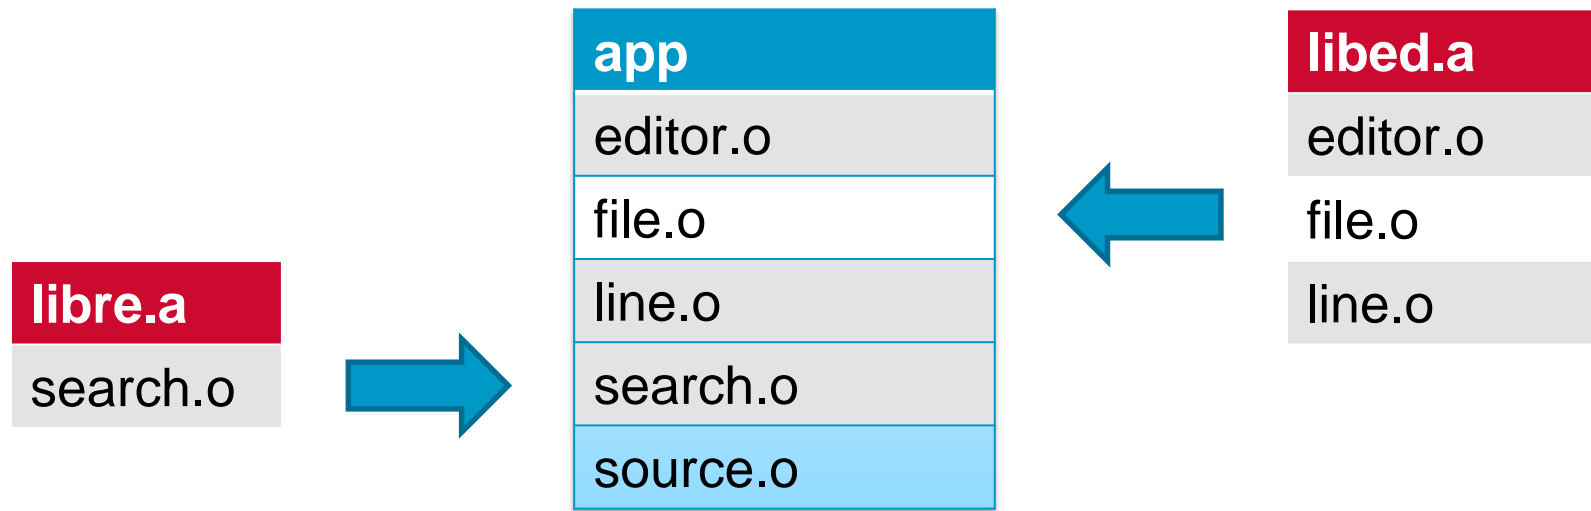 libre.a
search.o
app
editor.o
file.o
line.o
search.o
source.o
libed.a
editor.o
file.o
line.o